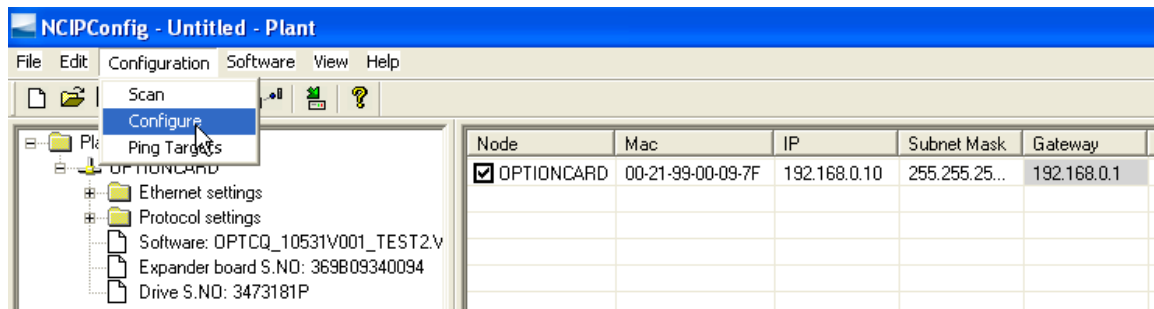 NCIPConfig - Untitled - Plant
File Edit Configuration Software View Help
Scan
Configure
Ping Targets
OPTIONCARD
Ethernet settings
Protocol settings
Software: OPTCQ_10531V001_TEST2.V
Expander board S.NO: 369B09340094
Drive S.NO: 3473181P
Node Mac IP Subnet Mask Gateway
OPTIONCARD 00-21-99-00-09-7F 192.168.0.10 255.255.25... 192.168.0.1